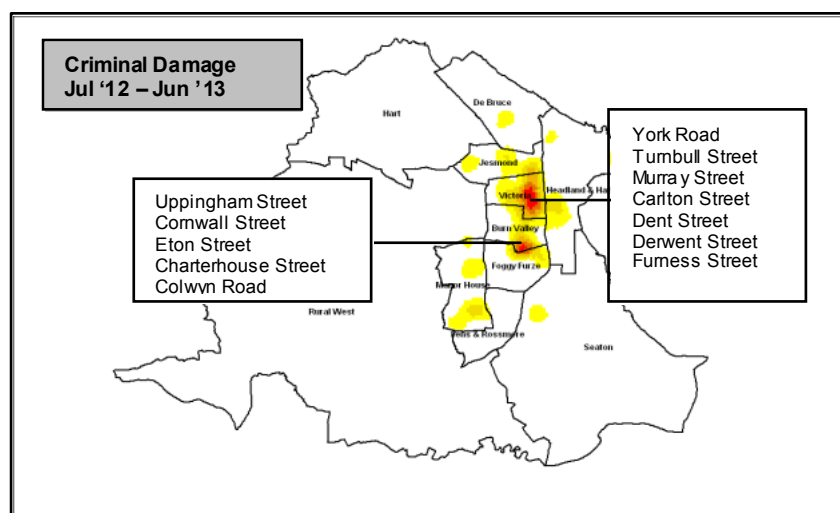 Criminal Damage
Jul ‘12 – Jun ’ 13
De Bruce
Hart
York Road
Turnbull Street
Murray Street
Carlton Street
Dent Street
Derwent Street
Furness Street
Jesmond
Victoria
Headland & Ha
Uppingham Street
Cornwall Street
Eton Street
Charterhouse Street
Colwyn Road
Burn Valley
Foggy Furze
Manor House
Rural West
Fens & Rossmere
Seaton